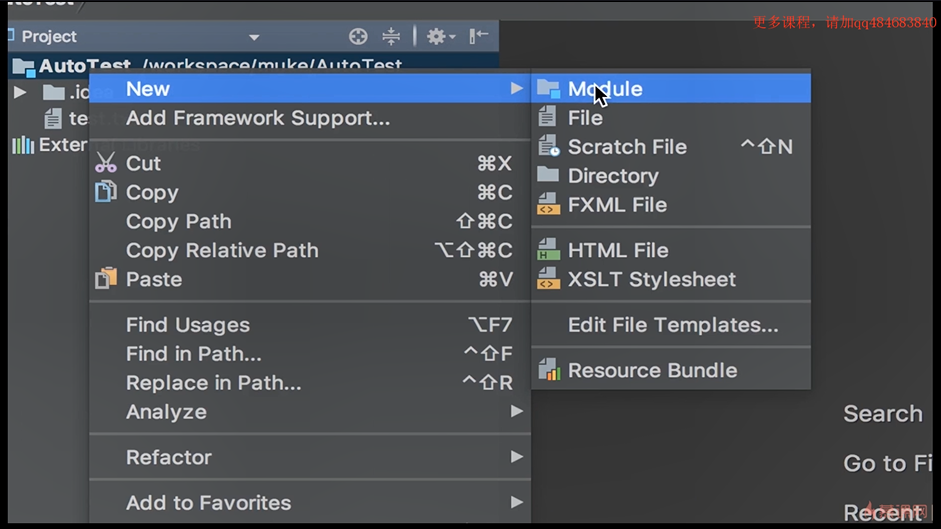 更多课程，请加qq484683840
Project
AutoTest /workspace/muke/AutoTest
New
Module
Add Framework Support...
File
Scratch File ^⇧N
Cut ⌘X
Directory
Copy ⌘C
FXML File
Copy Path ⇧⌘C
Copy Relative Path ⌥⇧⌘C
HTML File
Paste ⌘V
XSLT Stylesheet
Find Usages ⌥F7
Edit File Templates...
Find in Path... ^⇧F
Replace in Path... ^⇧R
Resource Bundle
Analyze
Search
Refactor
Go to Fi
Add to Favorites
Recent